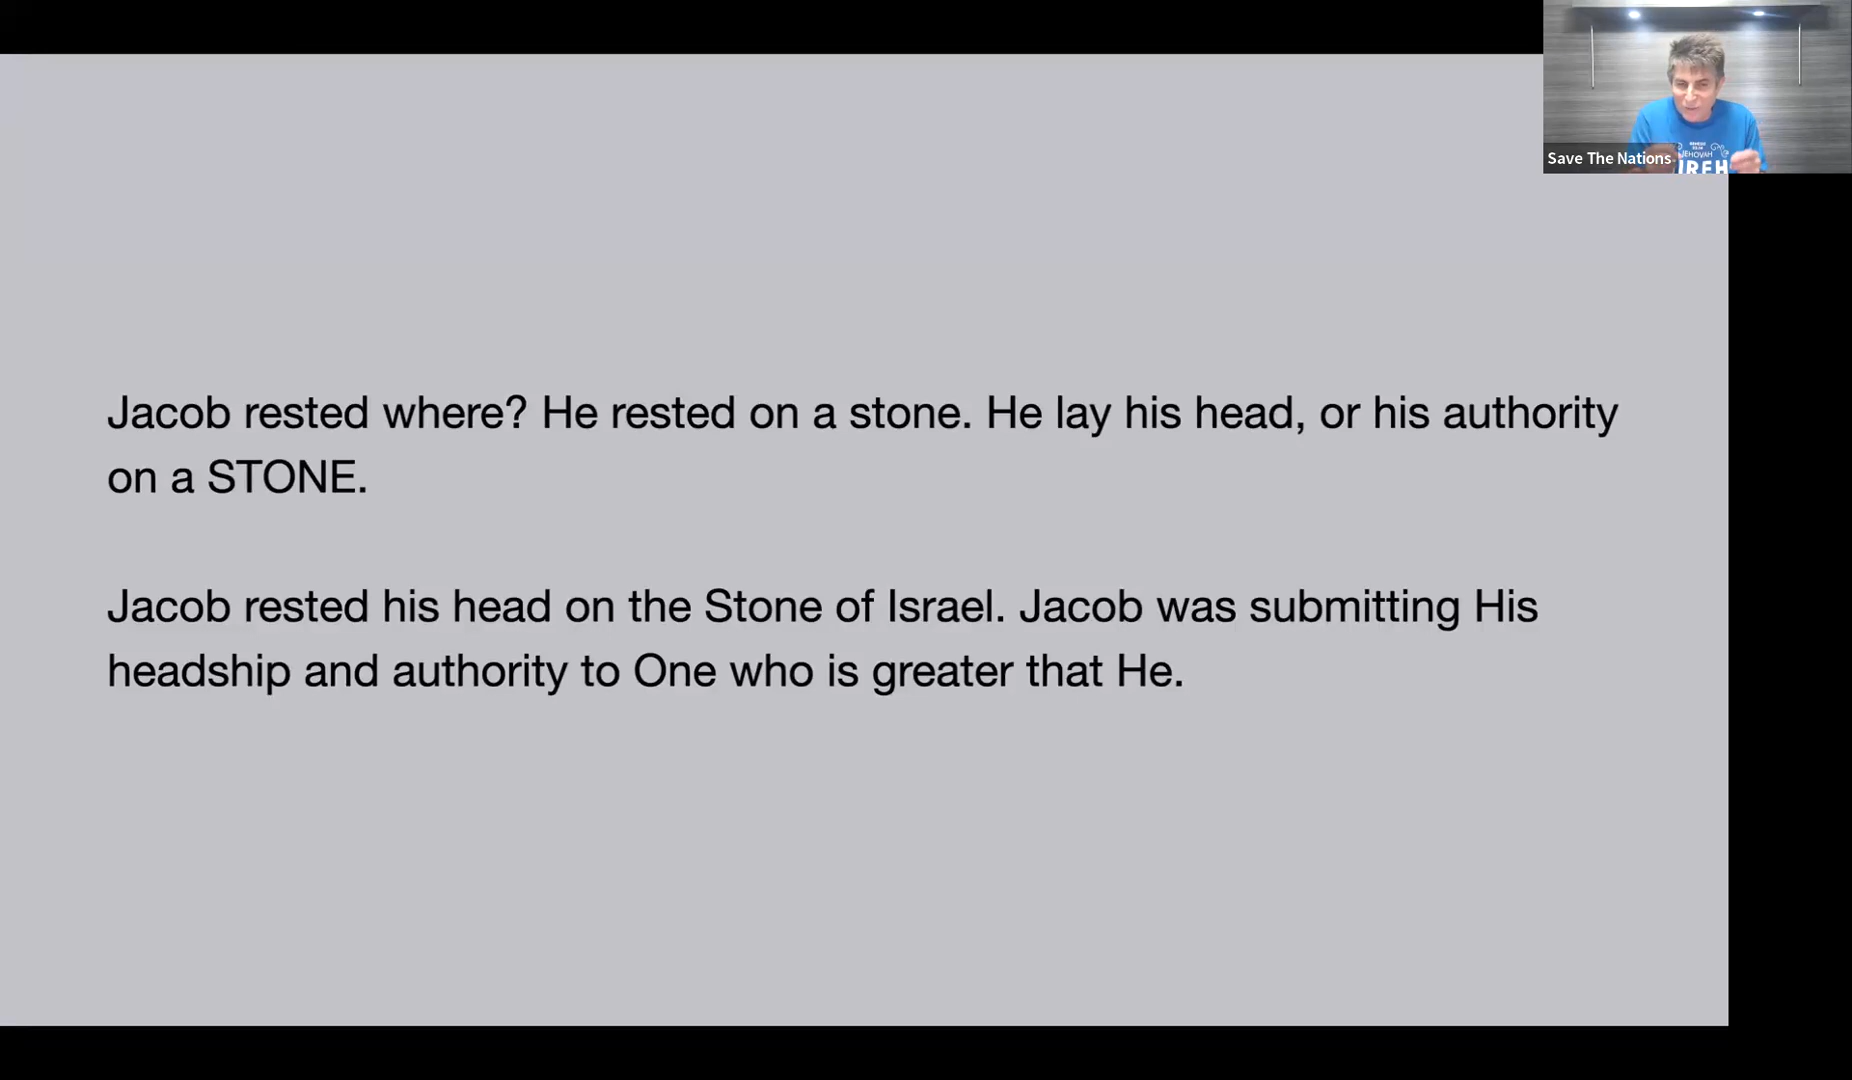 Jacob rested where? He rested on a stone. He lay his head, or his authority
on a STONE.
Jacob rested his head on the Stone of Israel. Jacob was submitting His
headship and authority to One who is greater that He.
Save The Nations
JEHOVAH
JIREH